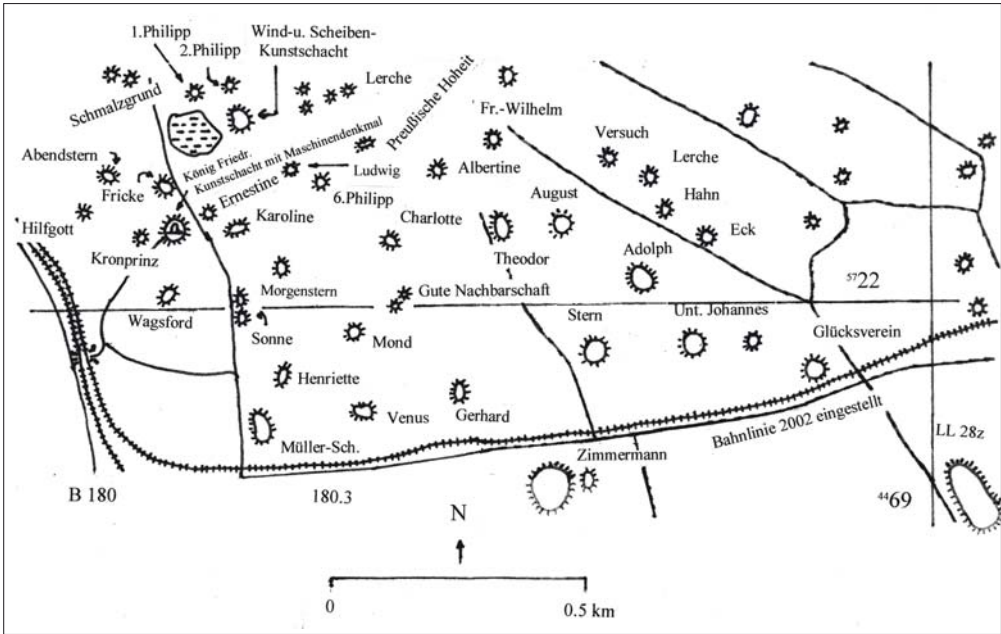 1.Philipp
2.Philipp
Wind-u. Scheiben-
Kunstschacht
Lerche
Schmalzgrund
Preußische Hoheit
Fr.-Wilhelm
Versuch
Lerche
Abendstern
Fricke
König Friedr.
Kunstschacht mit Maschinendenkmal
Ernestine
Ludwig
6.Philipp
Albertine
August
Hahn
Hilfgott
Karoline
Charlotte
Theodor
Eck
Kronprinz
Adolph
Morgenstern
Gute Nachbarschaft
5722
Wagsford
Sonne
Mond
Stern
Unt. Johannes
Glücksverein
Henriette
Venus
Gerhard
Müller-Sch.
Zimmermann
Bahnlinie 2002 eingestellt
LL 28z
B 180
180.3
4469
N
0
0.5 km